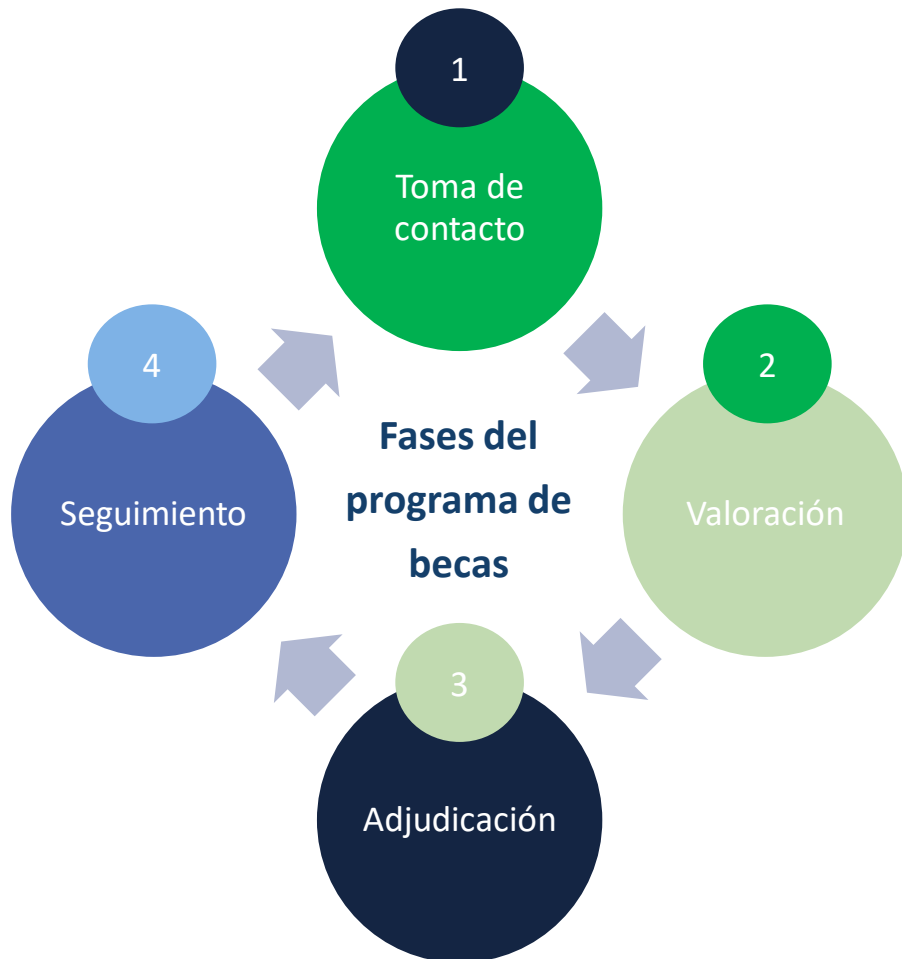 1
Toma de
contacto
4
2
Fases del
programa de
becas
Seguimiento
Valoración
3
Adjudicación